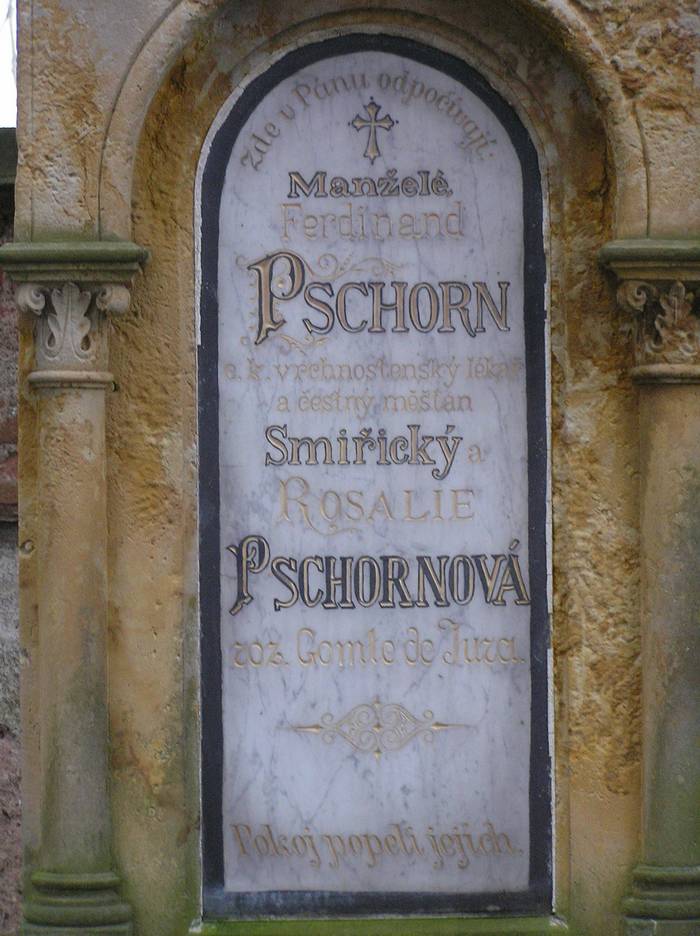 Zde v Pánu odpočívají:
Manželé
Ferdinand
PSCHORN
c. k. vrchnostenský lékař
a čestný měšťan
Smiřický a
ROSALIE
PSCHORNOVÁ
roz. Comte de Jura.
Pokoj popeli jejich.